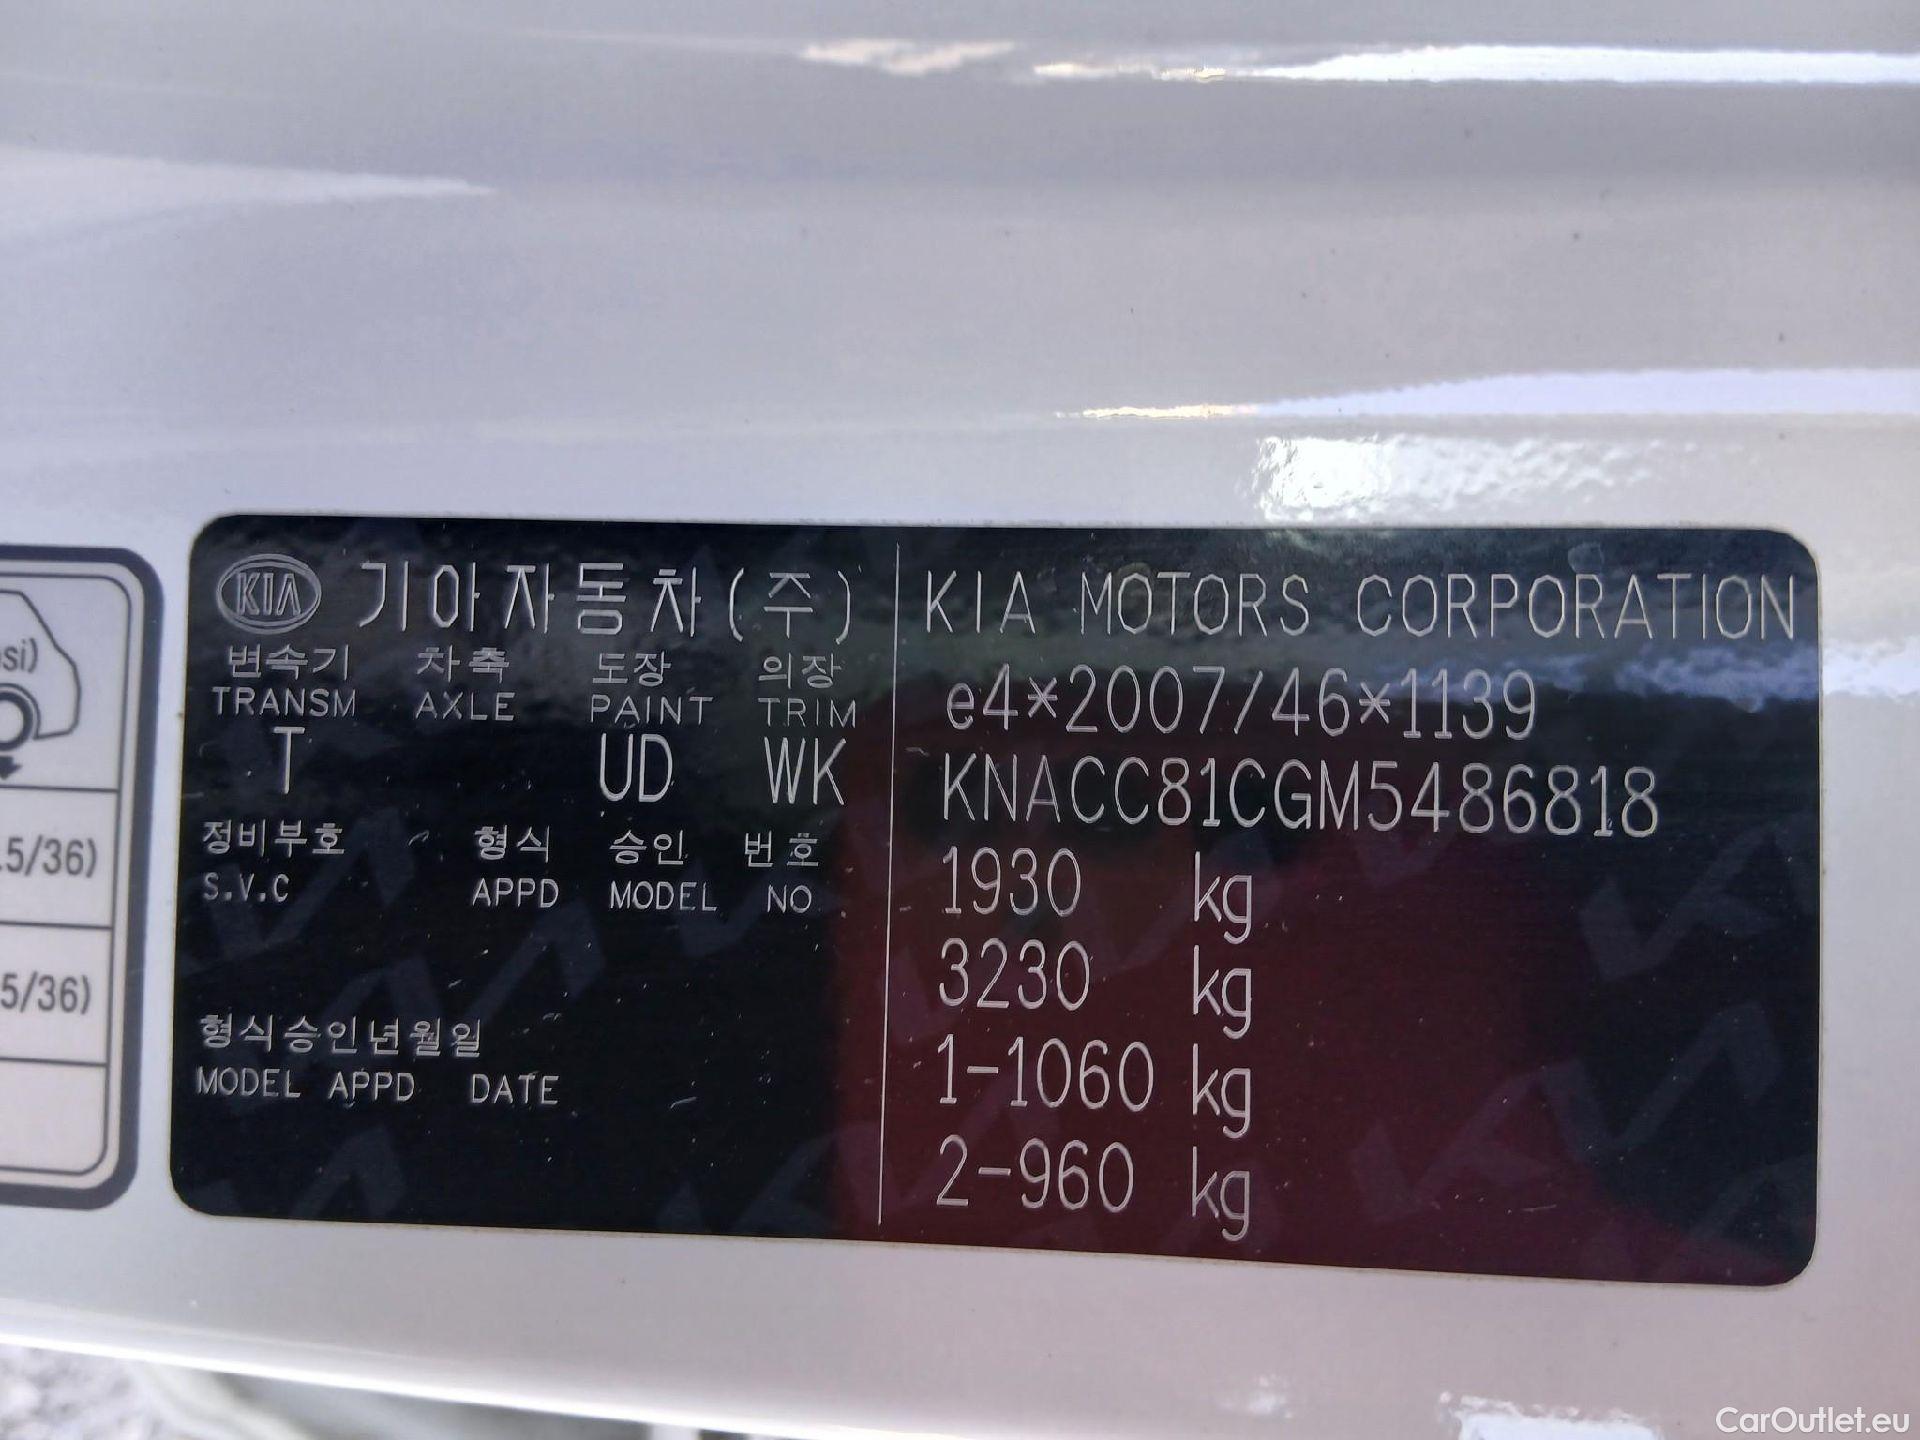 si)
.5/36)
5/36)
KIA 기아자동차(주)
변속기 차축 도장 의장
TRANSM AXLE PAINT TRIM
T UD WK
정비부호 형식 승인 번호
S.V.C APPD MODEL NO
형식승인년월일
MODEL APPD DATE
KIA MOTORS CORPORATION
e4*2007/46*1139
KNACC81CGM5486818
1930 kg
3230 kg
1-1060 kg
2-960 kg
CarOutlet.eu